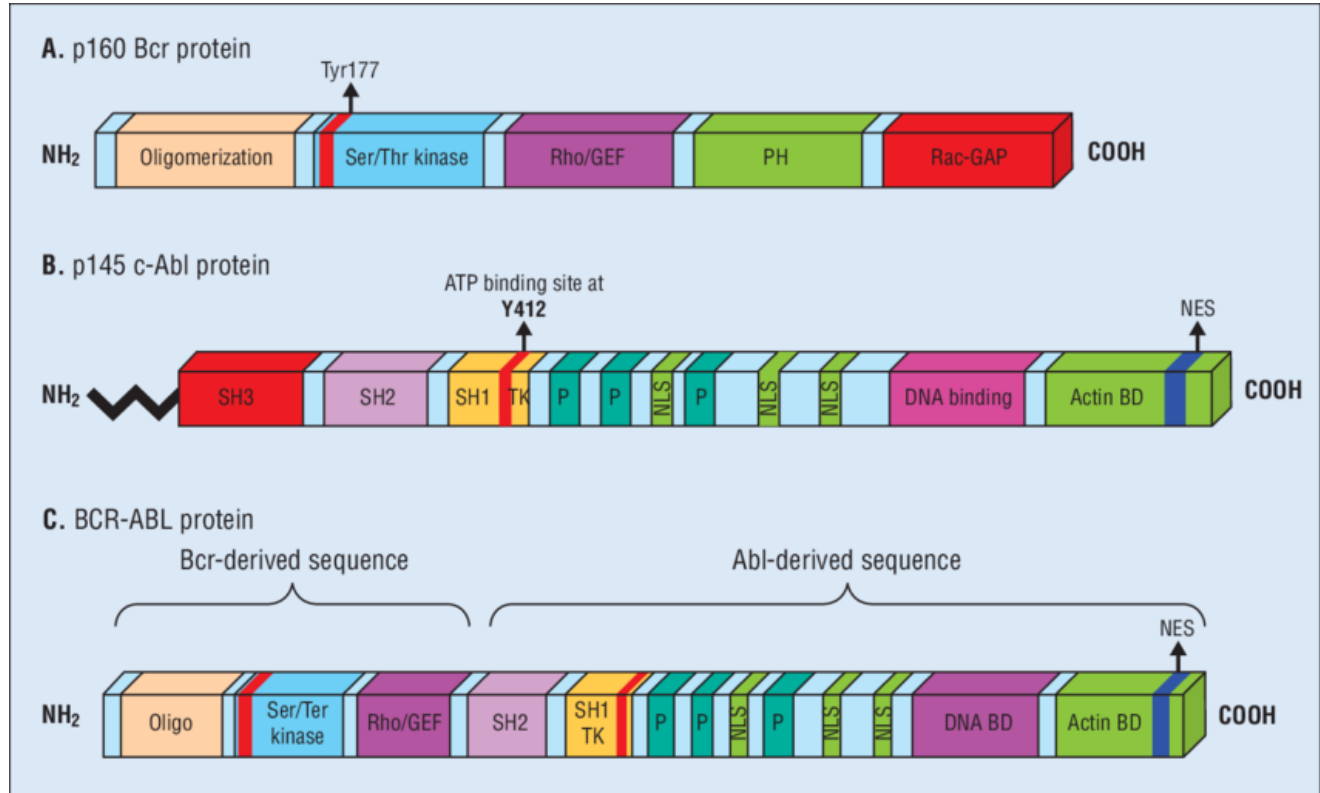 A. p160 Bcr protein
Tyr177
NH2
Oligomerization
Ser/Thr kinase
Rho/GEF
PH
Rac-GAP
COOH
B. p145 c-Abl protein
ATP binding site at
Y412
NES
NH2
SH3
SH2
SH1
TK
P
P
NLS
P
NLS
NLS
DNA binding
Actin BD
COOH
C. BCR-ABL protein
Bcr-derived sequence
Abl-derived sequence
NES
NH2
Oligo
Ser/Ter
kinase
Rho/GEF
SH2
SH1
TK
P
P
NLS
P
NLS
NLS
DNA BD
Actin BD
COOH